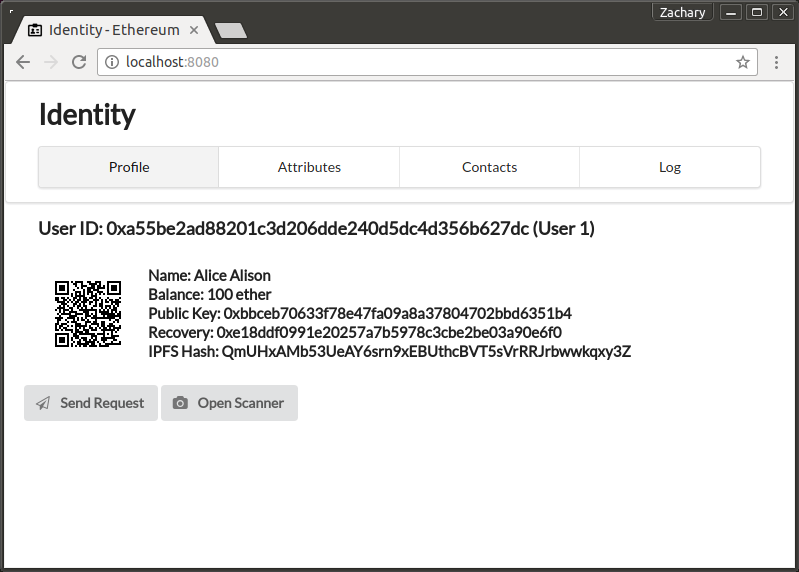 Zachary
Identity - Ethereum
localhost:8080
Identity
Profile
Attributes
Contacts
Log
User ID: 0xa55be2ad88201c3d206dde240d5dc4d356b627dc (User 1)
Name: Alice Alison
Balance: 100 ether
Public Key: 0xbbceb70633f78e47fa09a8a37804702bbd6351b4
Recovery: 0xe18ddf0991e20257a7b5978c3cbe2be03a90e6f0
IPFS Hash: QmUHxAMb53UeAY6srn9xEBUthcBVT5sVrRRJrbwwkqxy3Z
Send Request
Open Scanner